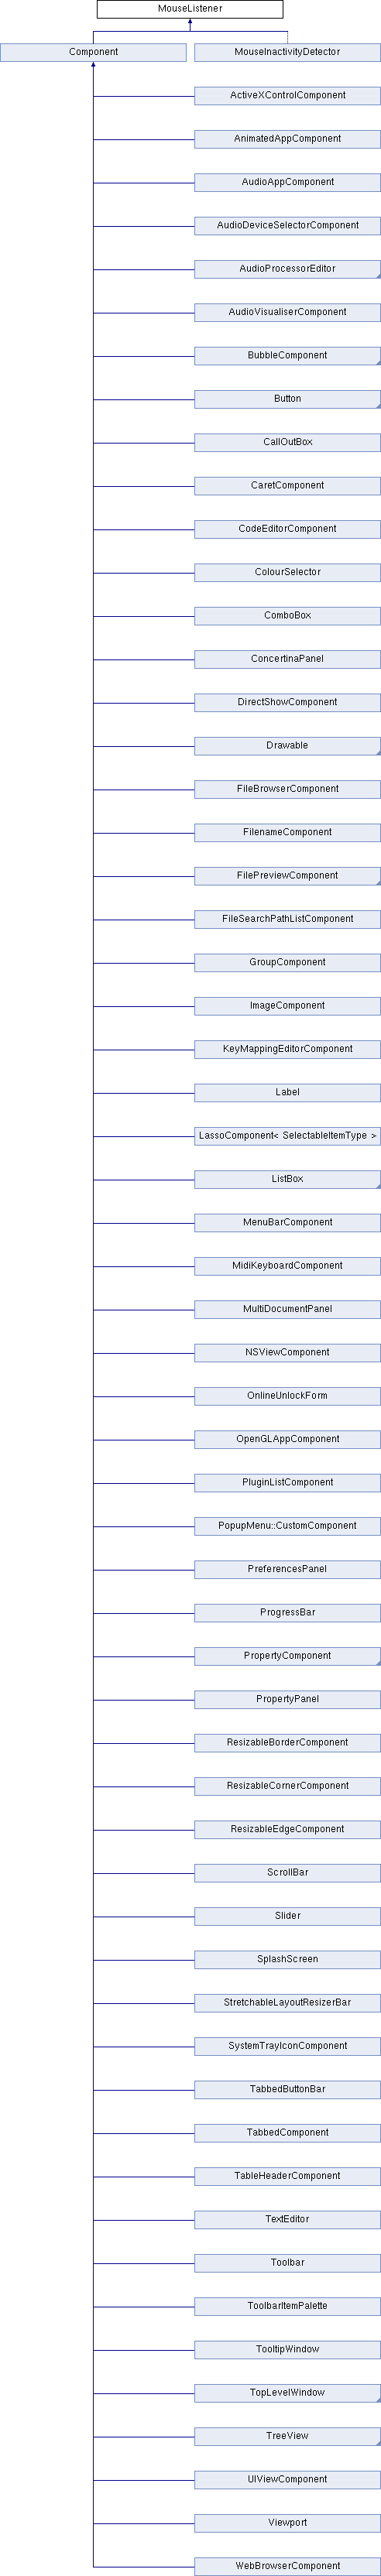 MouseListener
Component
MouseInactivityDetector
ActiveXControlComponent
AnimatedAppComponent
AudioAppComponent
AudioDeviceSelectorComponent
AudioProcessorEditor
AudioVisualiserComponent
BubbleComponent
Button
CallOutBox
CaretComponent
CodeEditorComponent
ColourSelector
ComboBox
ConcertinaPanel
DirectShowComponent
Drawable
FileBrowserComponent
FilenameComponent
FilePreviewComponent
FileSearchPathListComponent
GroupComponent
ImageComponent
KeyMappingEditorComponent
Label
LassoComponent< SelectableItemType >
ListBox
MenuBarComponent
MidiKeyboardComponent
MultiDocumentPanel
NSViewComponent
OnlineUnlockForm
OpenGLAppComponent
PluginListComponent
PopupMenu::CustomComponent
PreferencesPanel
ProgressBar
PropertyComponent
PropertyPanel
ResizableBorderComponent
ResizableCornerComponent
ResizableEdgeComponent
ScrollBar
Slider
SplashScreen
StretchableLayoutResizerBar
SystemTrayIconComponent
TabbedButtonBar
TabbedComponent
TableHeaderComponent
TextEditor
Toolbar
ToolbarItemPalette
TooltipWindow
TopLevelWindow
TreeView
UIViewComponent
Viewport
WebBrowserComponent